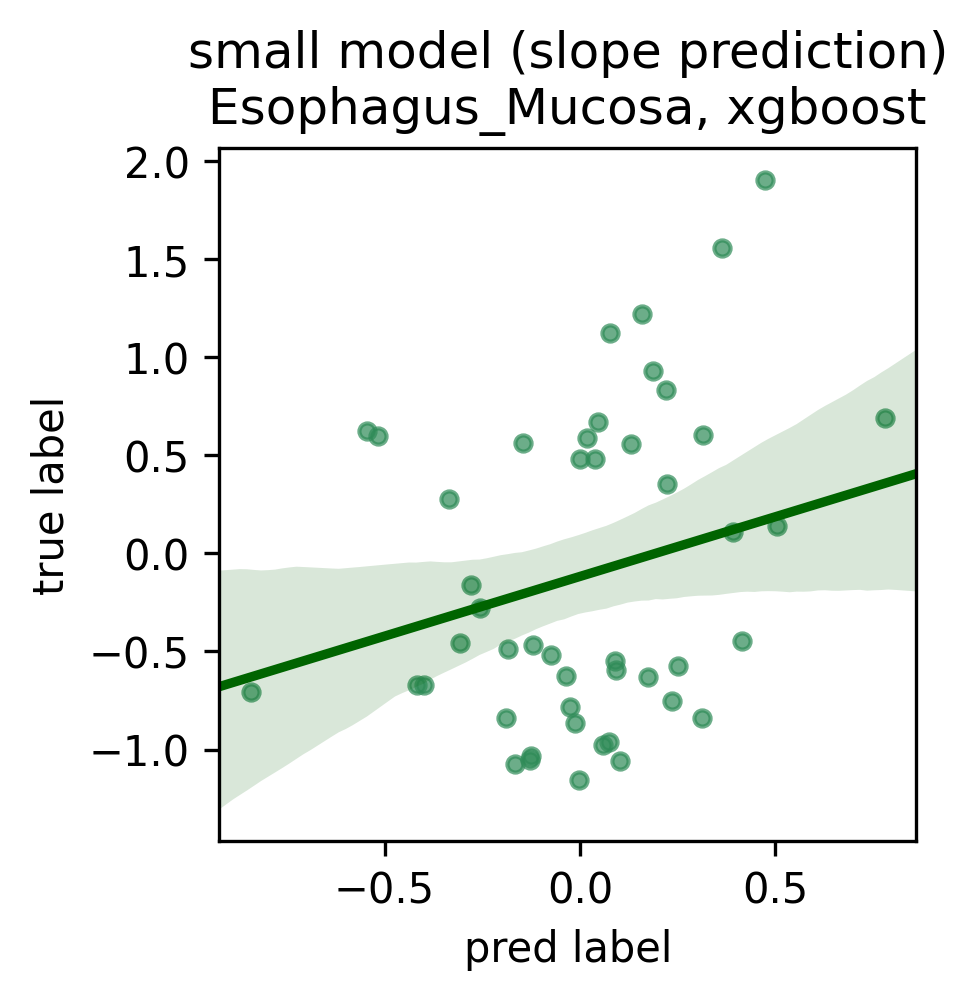 small model (slope prediction)
Esophagus_Mucosa, xgboost
2.0
1.5
1.0
0.5
0.0
−0.5
−1.0
true label
−0.5 0.0 0.5
pred label